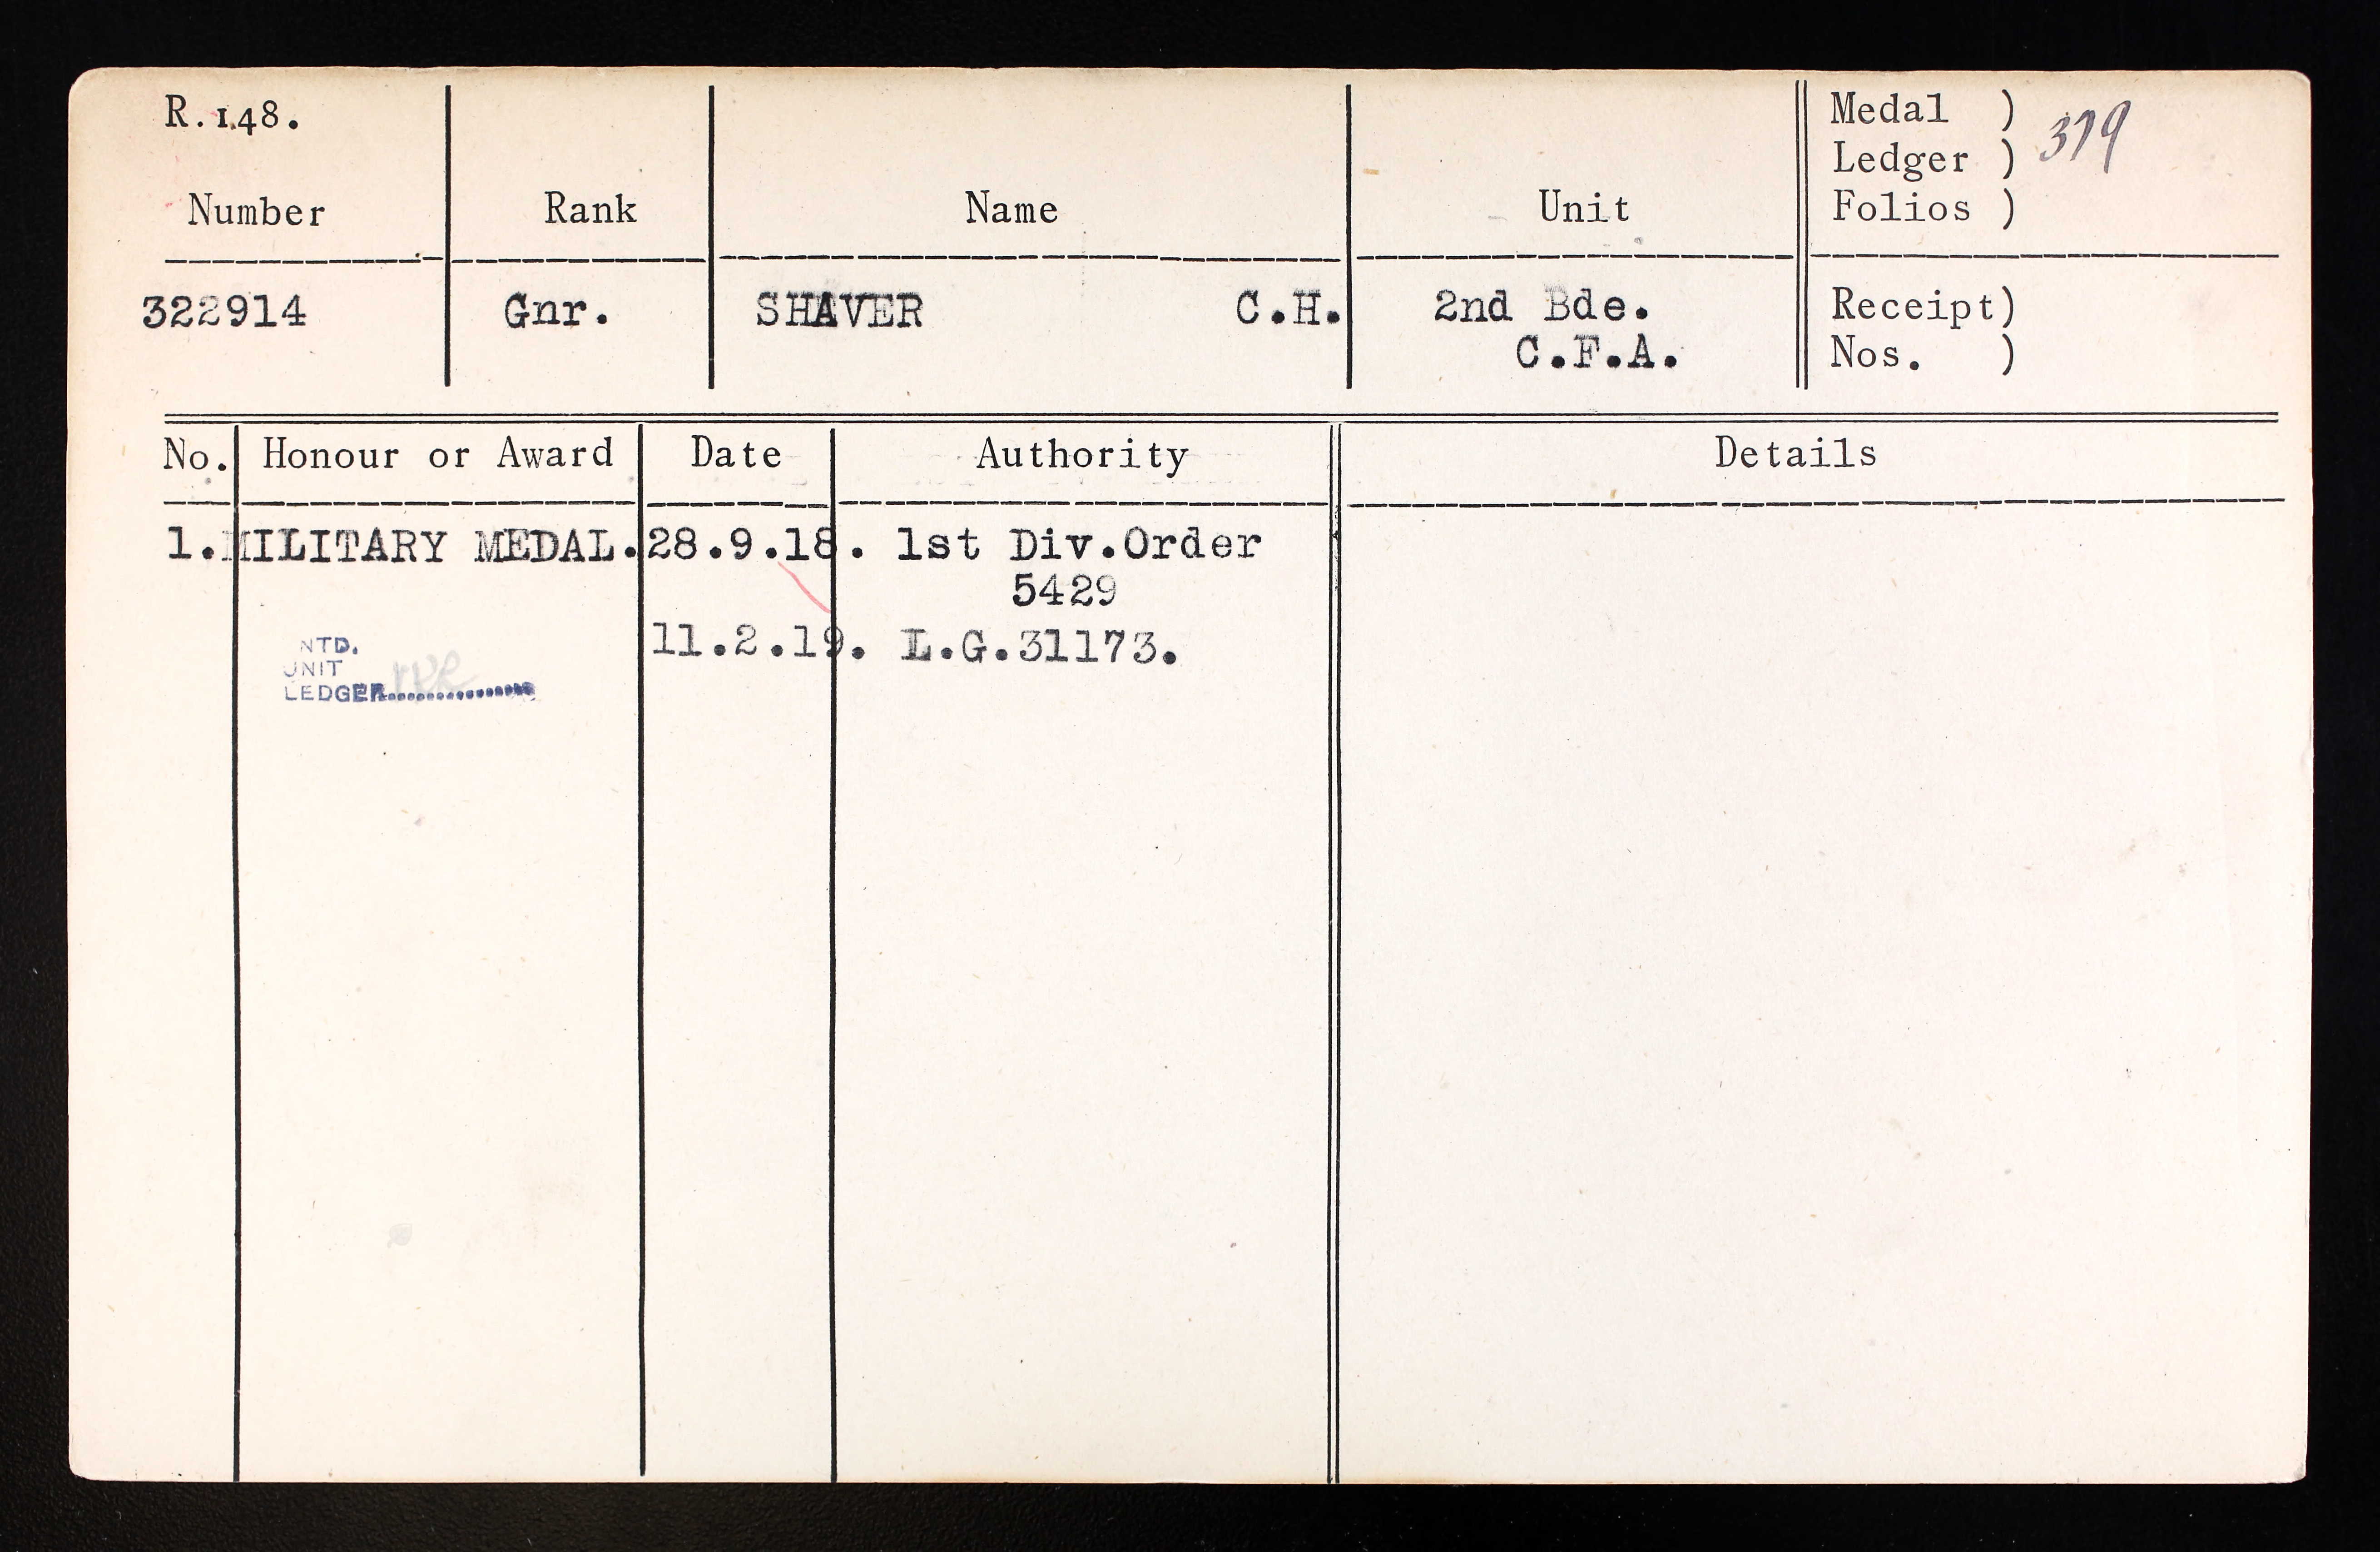 R.148.
Medal )
Ledger ) 379
Folios )
Number Rank Name Unit
322914 Gnr. SHAVER C.H. 2nd Bde.
C.F.A.
Receipt)
Nos. )
No. Honour or Award Date Authority Details
1. MILITARY MEDAL. 28.9.18. 1st Div.Order
5429
11.2.19. L.G.31173.
NTD.
UNIT
LEDGER................